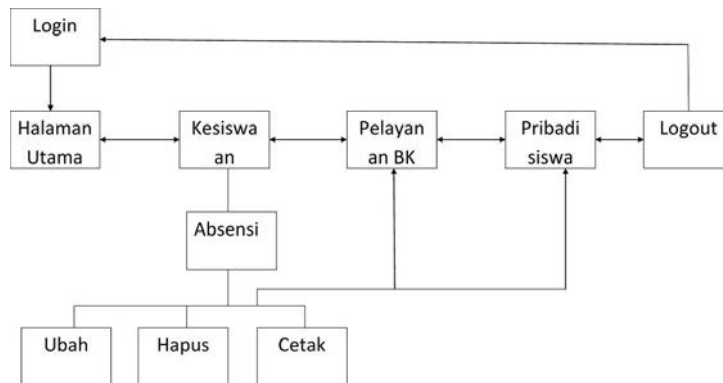 Login
Halaman
Utama
Kesiswa
an
Pelayan
an BK
Pribadi
siswa
Logout
Absensi
Ubah
Hapus
Cetak